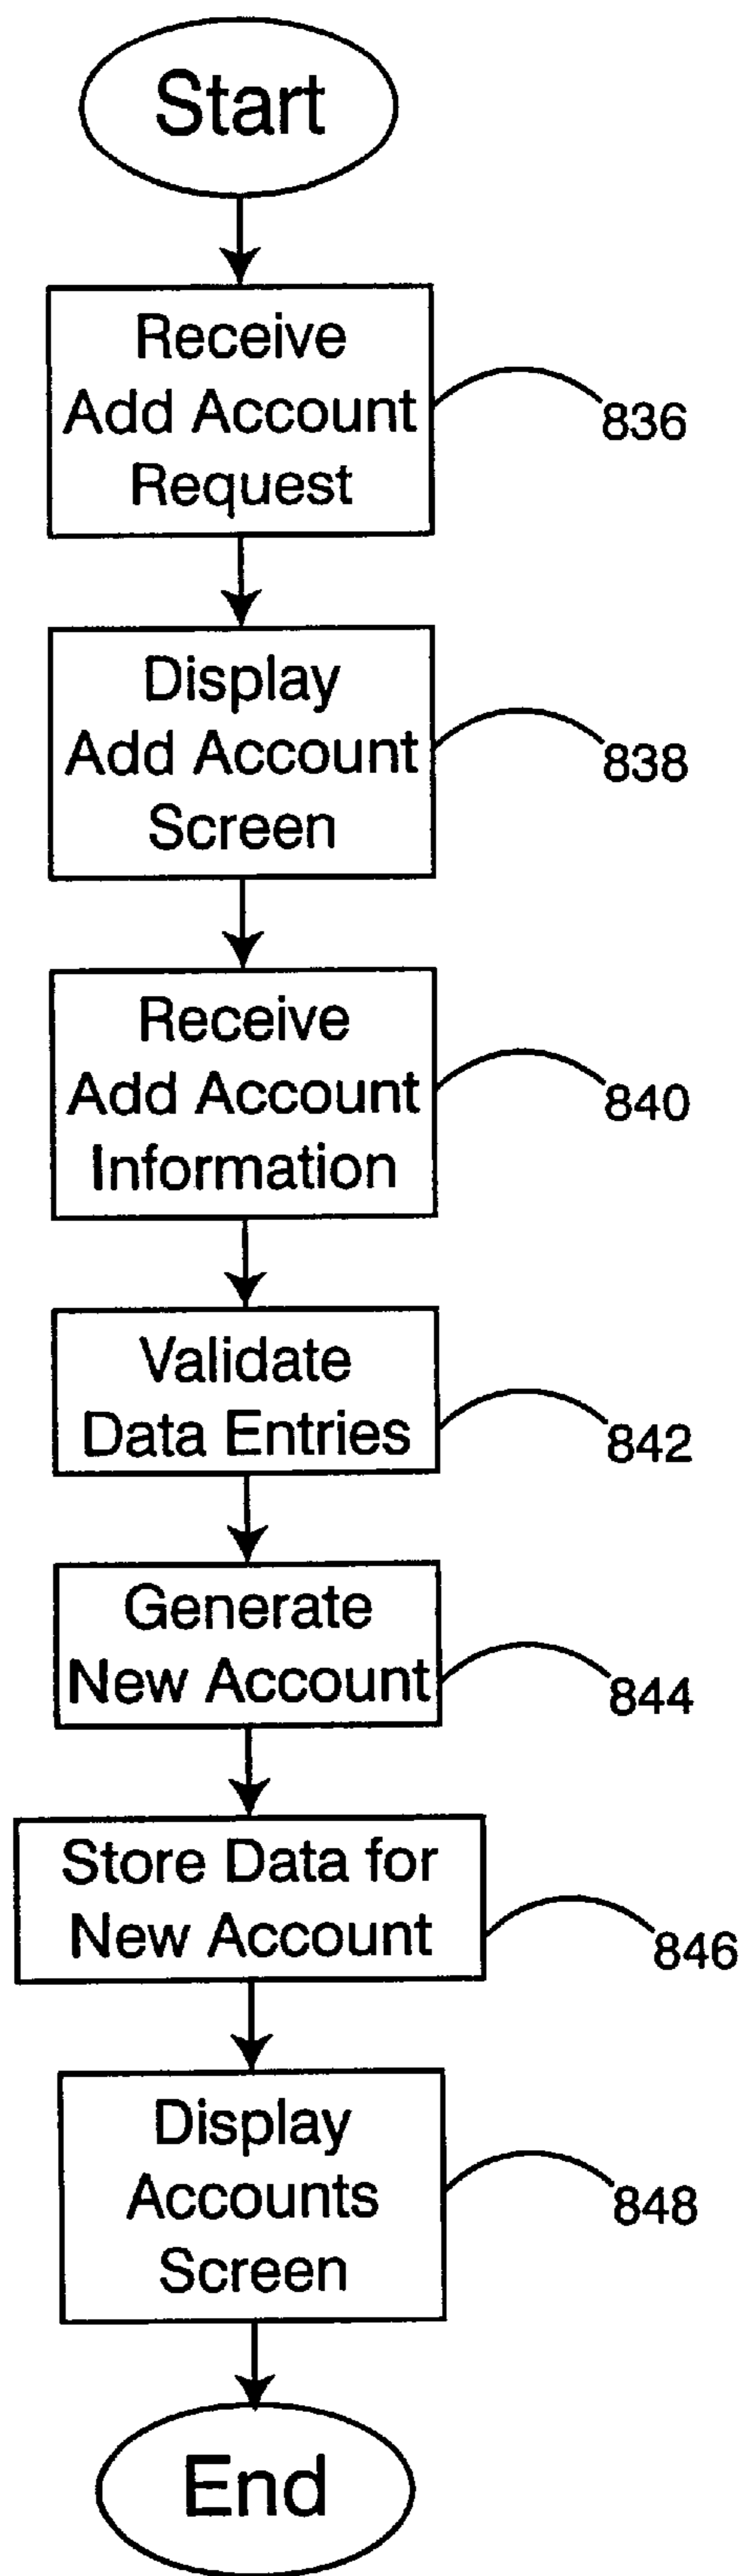 Start
Receive
Add Account
Request
836
Display
Add Account
Screen
838
Receive
Add Account
Information
840
Validate
Data Entries
842
Generate
New Account
844
Store Data for
New Account
846
Display
Accounts
Screen
848
End